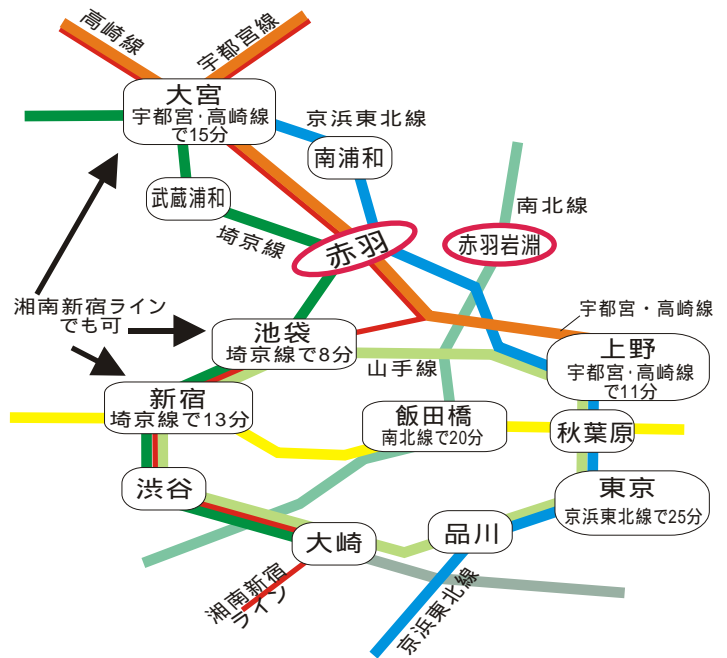 高崎線
宇都宮線
大宮
宇都宮・高崎線
で15分
京浜東北線
南浦和
武蔵浦和
南北線
埼京線
赤羽
赤羽岩淵
湘南新宿ライン
でも可
宇都宮・高崎線
池袋
埼京線で8分
山手線
上野
宇都宮・高崎線
で11分
新宿
埼京線で13分
飯田橋
南北線で20分
秋葉原
渋谷
東京
京浜東北線で25分
大崎
品川
湘南新宿
ライン
京浜東北線